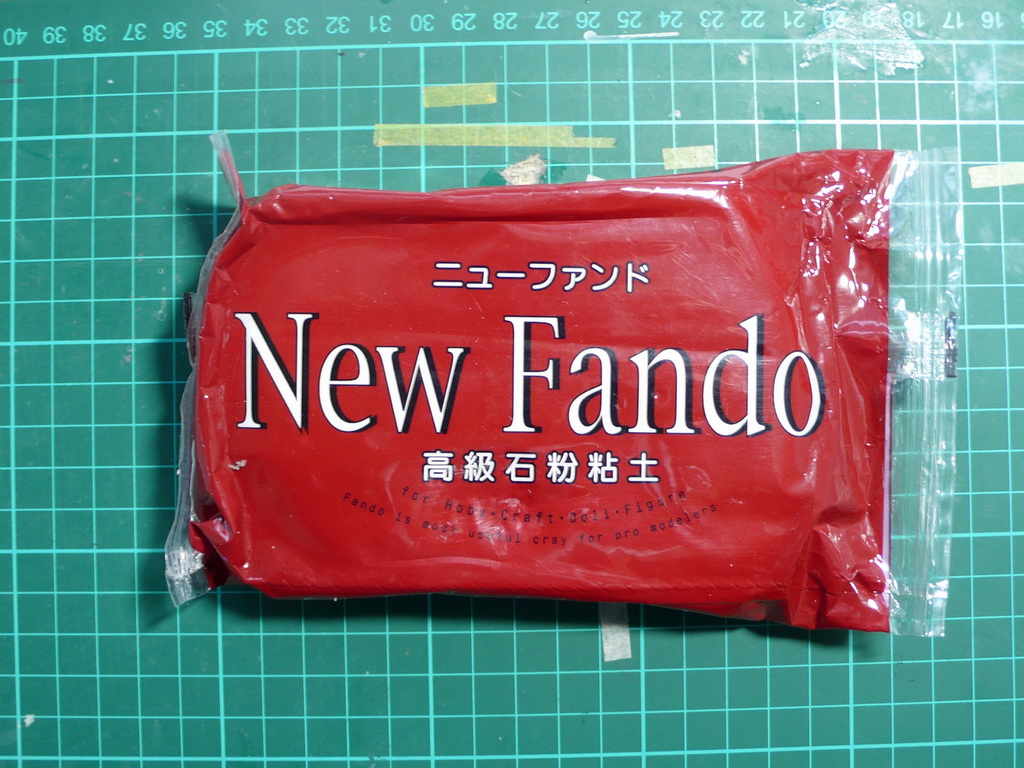 40 39 38 37 36 35 34 33 32 31 30 29 28 27 26 25 24 23 22 21 20 19 18 17 16
ニューファンド
New Fando
高級石粉粘土
for Hoby・Craft・Doll・Figure
Fando is most useful cray for pro modelers